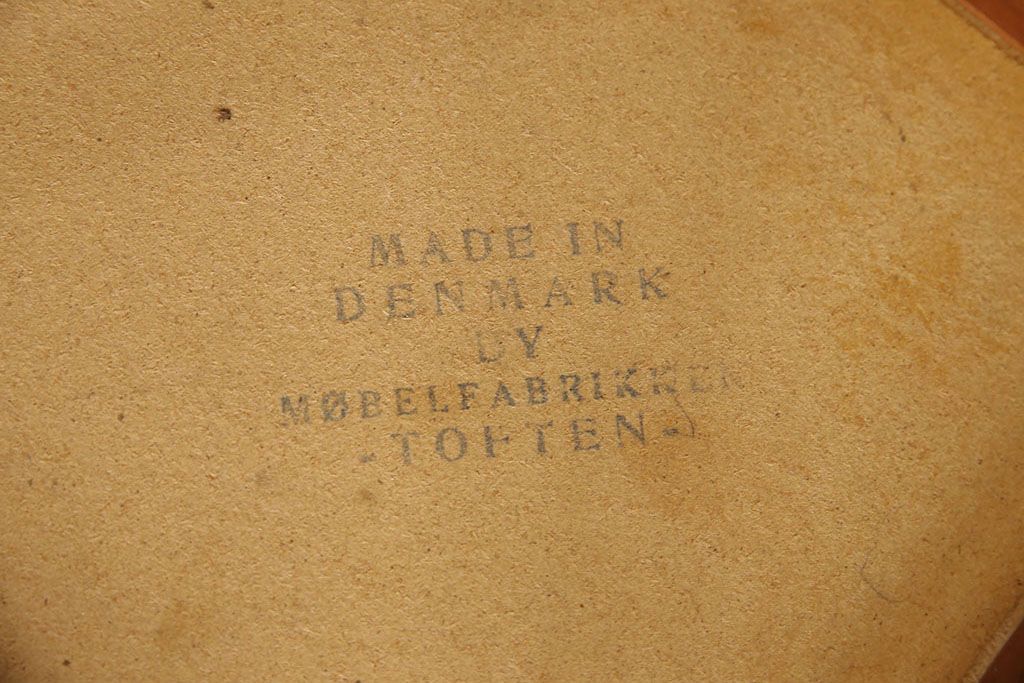 MADE IN
DENMARK
BY
MØBELFABRIKKEN
-TOFTEN-